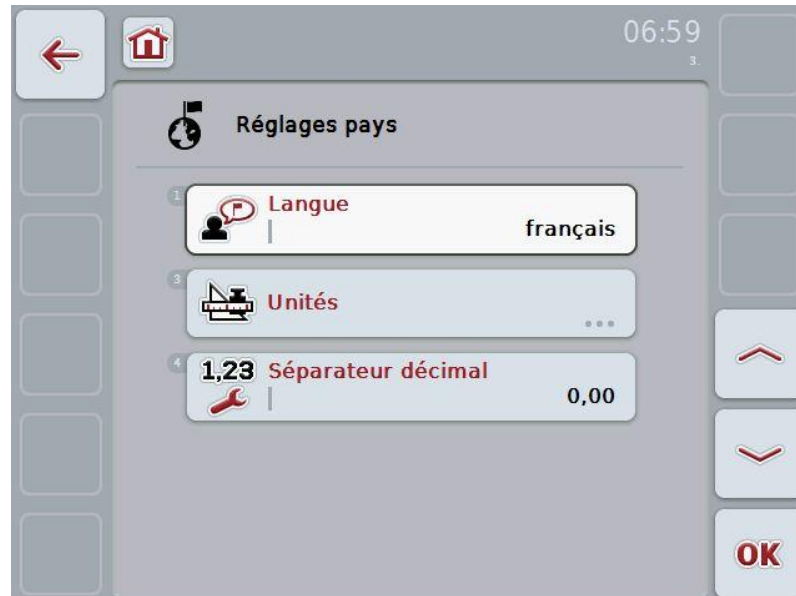 06:59
3.
Réglages pays
1
Langue
français
3
Unités
...
4
1,23
Séparateur décimal
0,00
OK